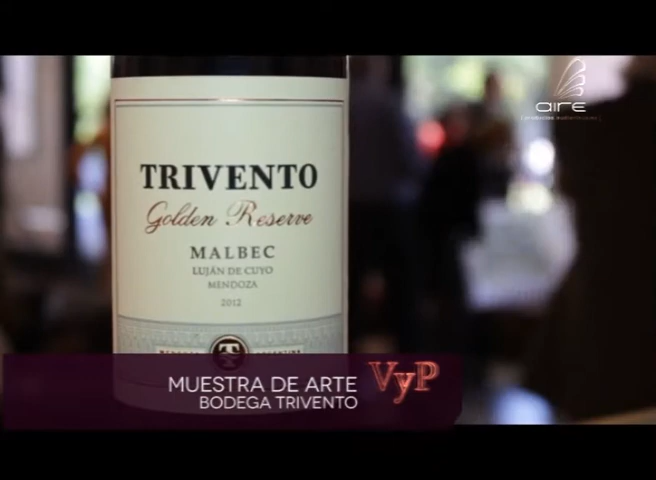 aire
TRIVENTO
Golden Reserve
MALBEC
LUJÁN DE CUYO
MENDOZA
2012
MUESTRA DE ARTE
BODEGA TRIVENTO
VyP